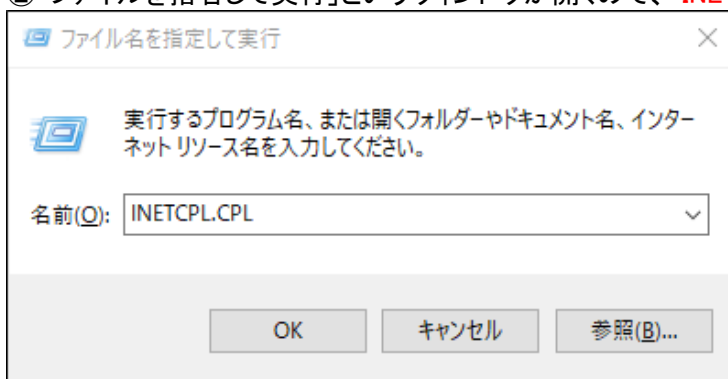 ファイル名を指定して実行
実行するプログラム名、または開くフォルダーやドキュメント名、インター
ネット リソース名を入力してください。
名前(O): INETCPL.CPL
OK キャンセル 参照(B)...